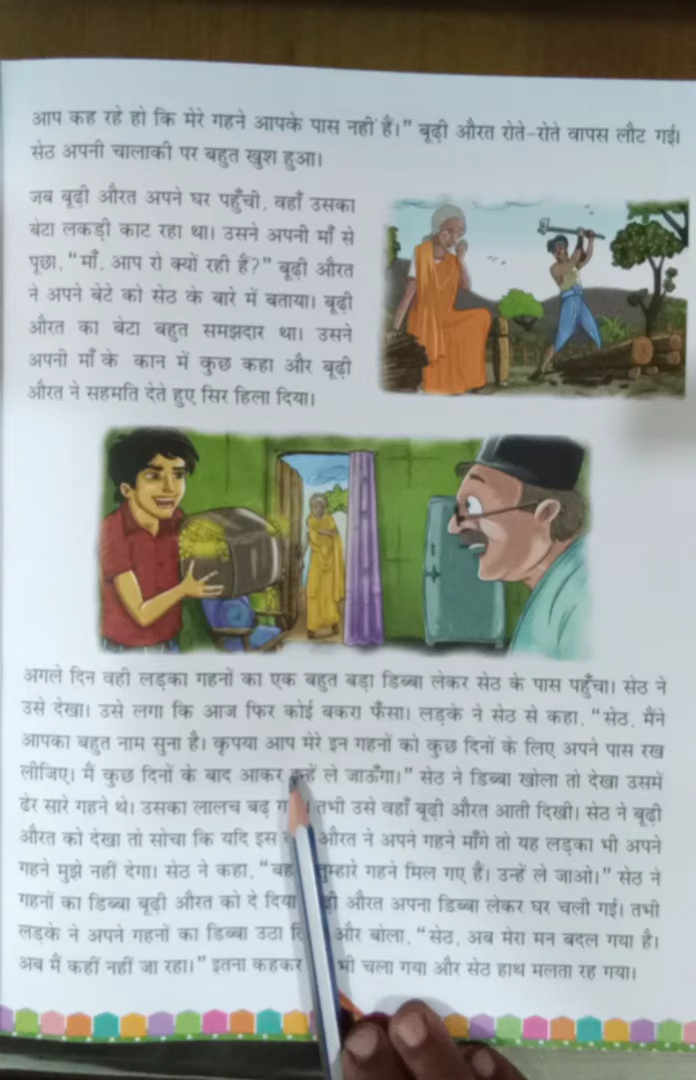 आप कह रहे हो कि मेरे गहने आपके पास नहीं हैं।” बूढ़ी औरत रोते-रोते वापस लौट गई।
सेठ अपनी चालाकी पर बहुत खुश हुआ।
जब बूढ़ी औरत अपने घर पहुँची, वहाँ उसका
बेटा लकड़ी काट रहा था। उसने अपनी माँ से
पूछा, “माँ, आप रो क्यों रही हैं?” बूढ़ी औरत
ने अपने बेटे को सेठ के बारे में बताया। बूढ़ी
औरत का बेटा बहुत समझदार था। उसने
अपनी माँ के कान में कुछ कहा और बूढ़ी
औरत ने सहमति देते हुए सिर हिला दिया।
अगले दिन वही लड़का गहनों का एक बहुत बड़ा डिब्बा लेकर सेठ के पास पहुँचा। सेठ ने
उसे देखा। उसे लगा कि आज फिर कोई बकरा फँसा। लड़के ने सेठ से कहा, “सेठ, मैंने
आपका बहुत नाम सुना है। कृपया आप मेरे इन गहनों को कुछ दिनों के लिए अपने पास रख
लीजिए। मैं कुछ दिनों के बाद आकर ले जाऊँगा।” सेठ ने डिब्बा खोला तो देखा उसमें
ढेर सारे गहने थे। उसका लालच बढ़ तभी उसे वहाँ बूढ़ी औरत आती दिखी। सेठ ने बूढ़ी
औरत को देखा तो सोचा कि यदि इस औरत ने अपने गहने माँगे तो यह लड़का भी अपने
गहने मुझे नहीं देगा। सेठ ने कहा, गहने मिल गए हैं। उन्हें ले जाओ।” सेठ ने
गहनों का डिब्बा बूढ़ी औरत को दे दिया औरत अपना डिब्बा लेकर घर चली गई। तभी
लड़के ने अपने गहनों का डिब्बा उठा और बोला, “सेठ, अब मेरा मन बदल गया है।
अब मैं कहीं नहीं जा रहा।” इतना कहकर भी चला गया और सेठ हाथ मलता रह गया।